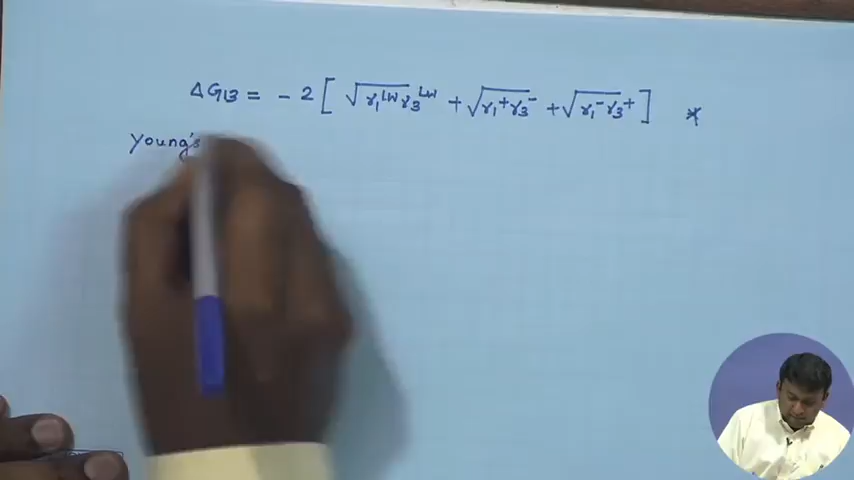 ΔG₁₃ = - 2 [ √(γ₁ᴸᵂ γ₃ᴸᵂ) + √(γ₁⁺ γ₃⁻) + √(γ₁⁻ γ₃⁺) ] *
Young's